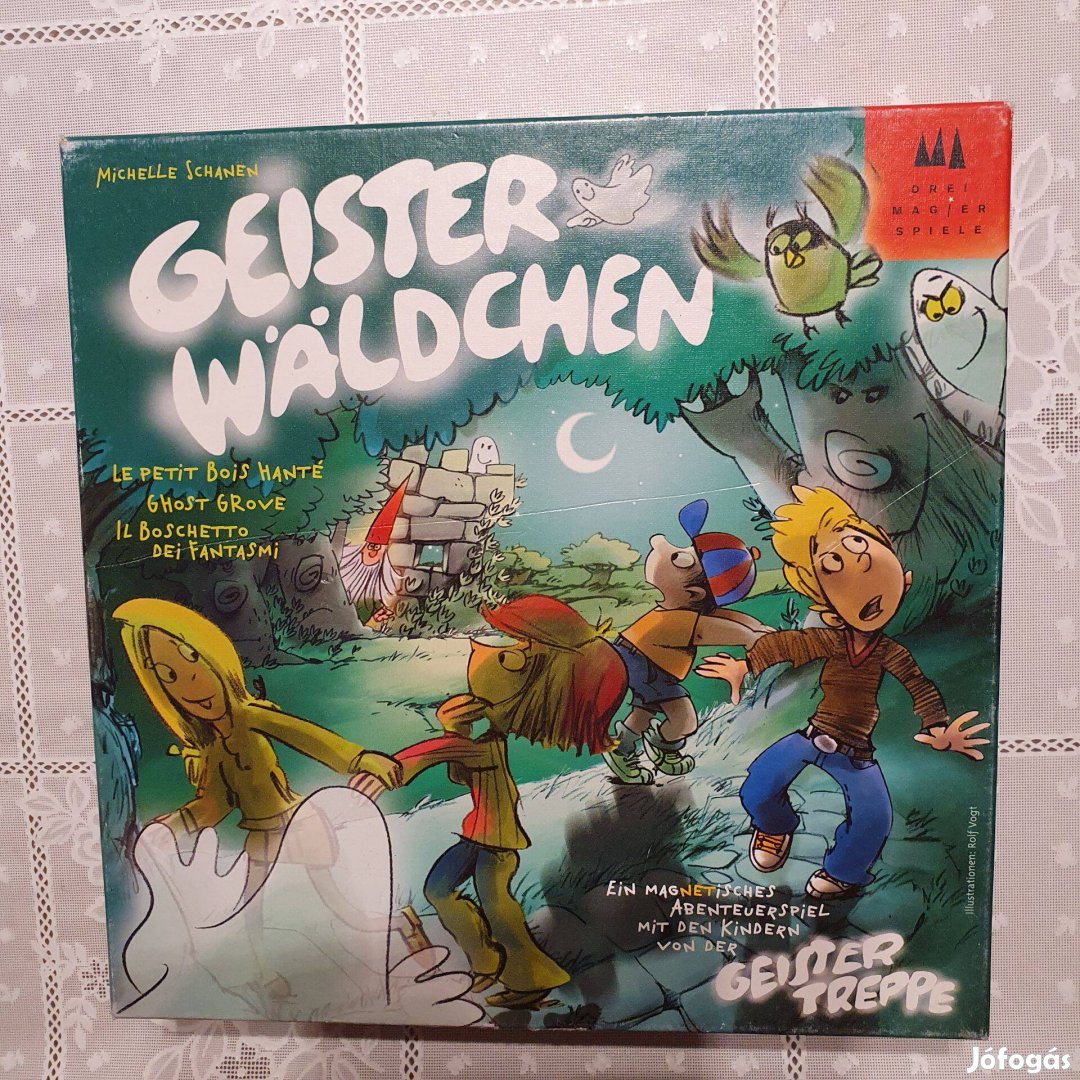 MICHELLE SCHANEN
GEISTER
WÄLDCHEN
DREI
MAGIER
SPIELE
LE PETIT BOIS HANTÉ
GHOST GROVE
IL BOSCHETTO
DEI FANTASMI
Illustrationen: Rolf Vogt
EIN MAGNETISCHES
ABENTEUERSPIEL
MIT DEN KINDERN
VON DER
GEISTER
TREPPE
Jófogás